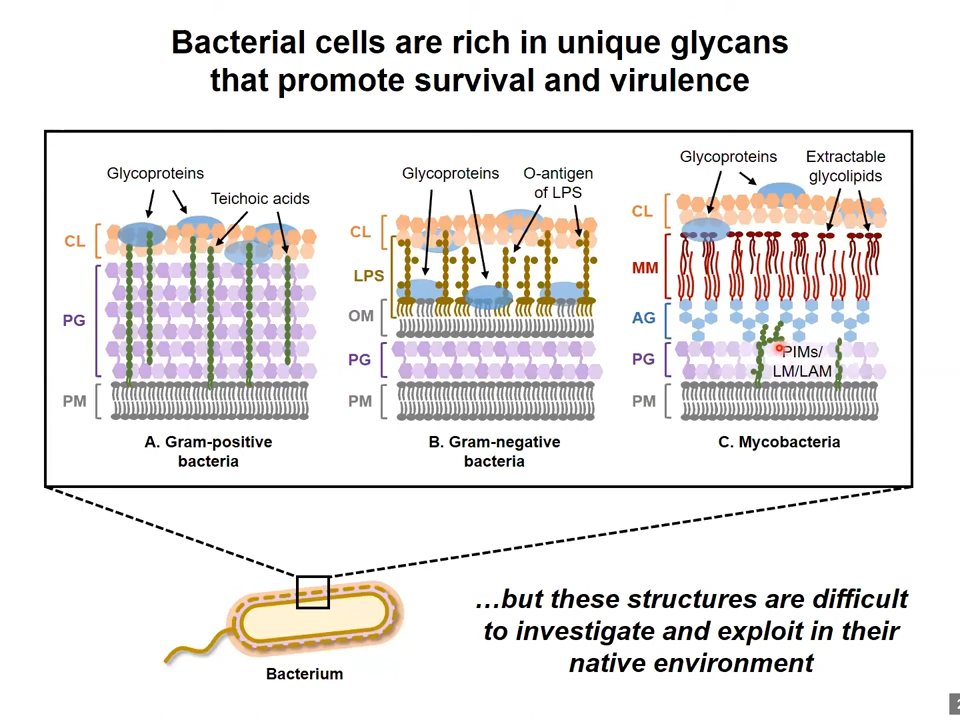 Bacterial cells are rich in unique glycans
that promote survival and virulence
Glycoproteins
Teichoic acids
CL
PG
PM
A. Gram-positive
bacteria
Glycoproteins
O-antigen
of LPS
CL
LPS
OM
PG
PM
B. Gram-negative
bacteria
Glycoproteins
Extractable
glycolipids
CL
MM
AG
PG
PIMs/
LM/LAM
PM
C. Mycobacteria
Bacterium
...but these structures are difficult
to investigate and exploit in their
native environment